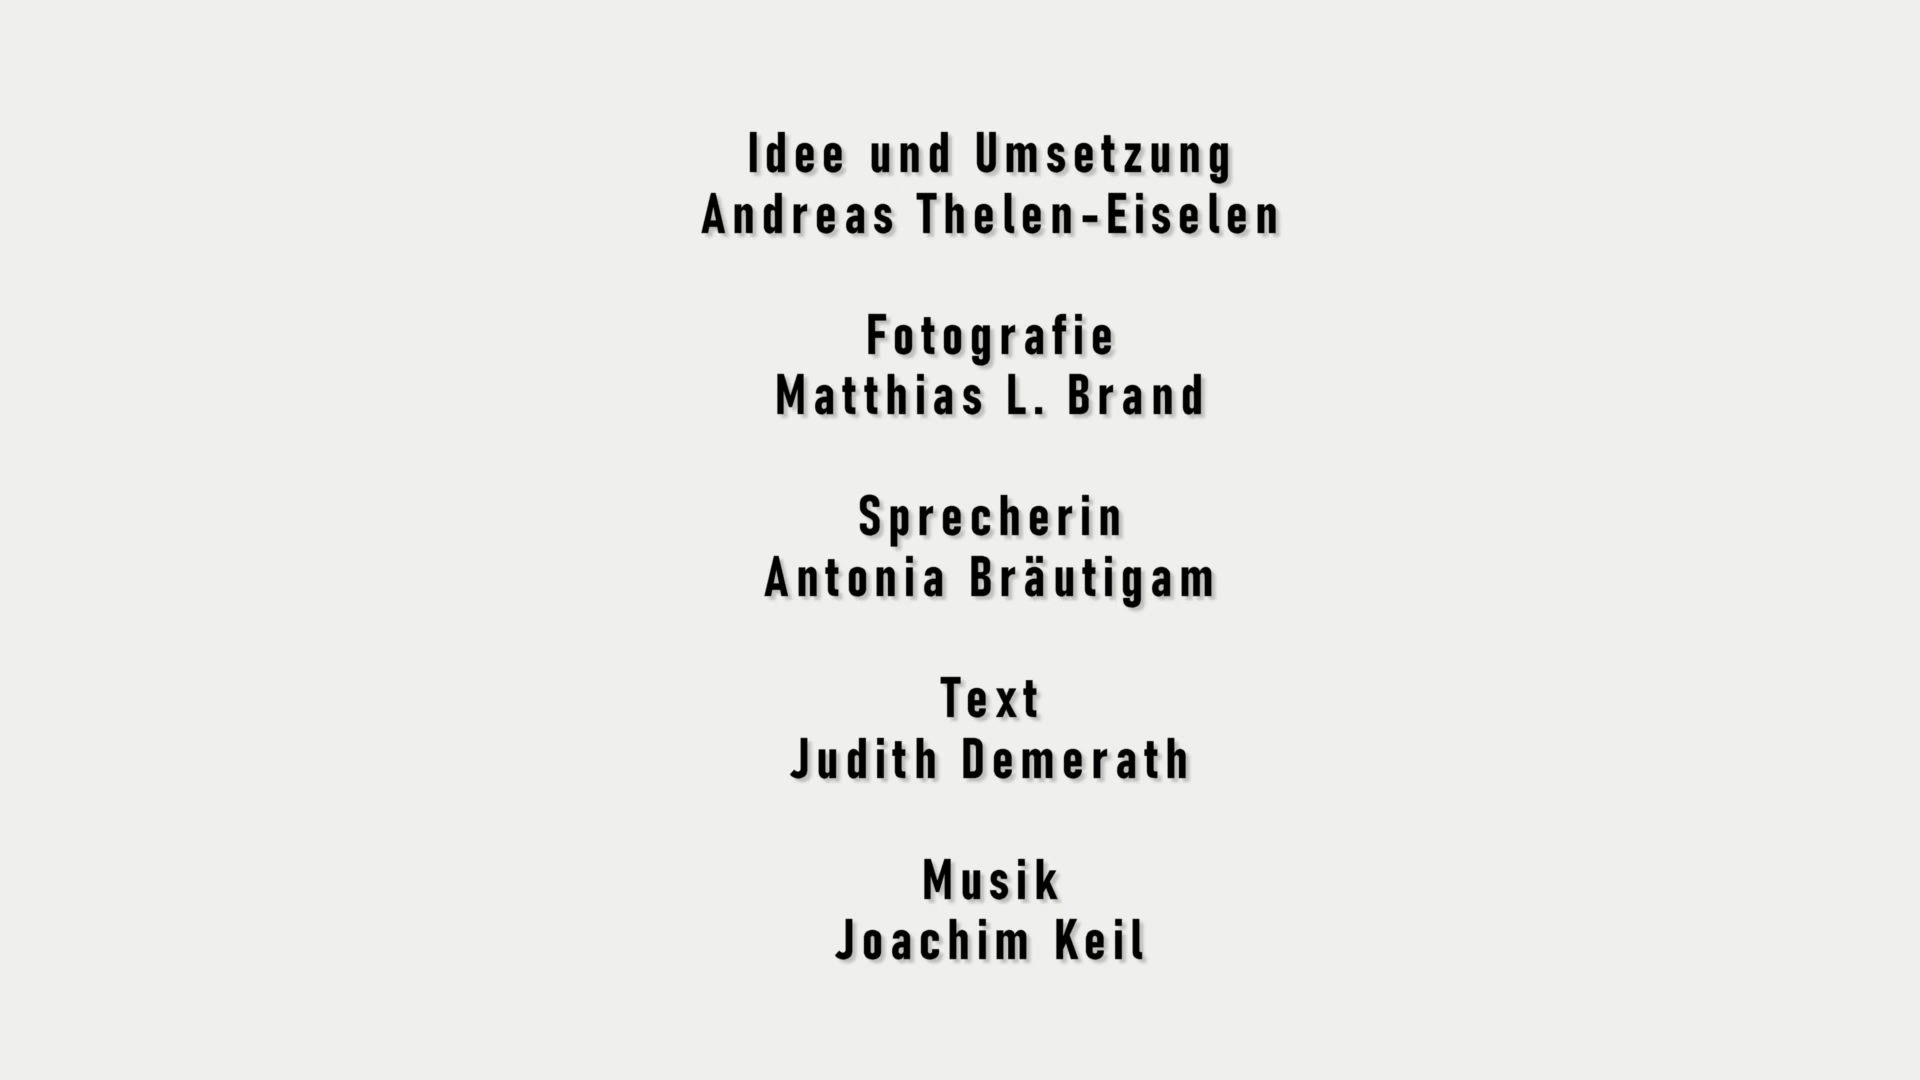 Idee und Umsetzung
Andreas Thelen-Eiselen
Fotografie
Matthias L. Brand
Sprecherin
Antonia Bräutigam
Text
Judith Demerath
Musik
Joachim Keil